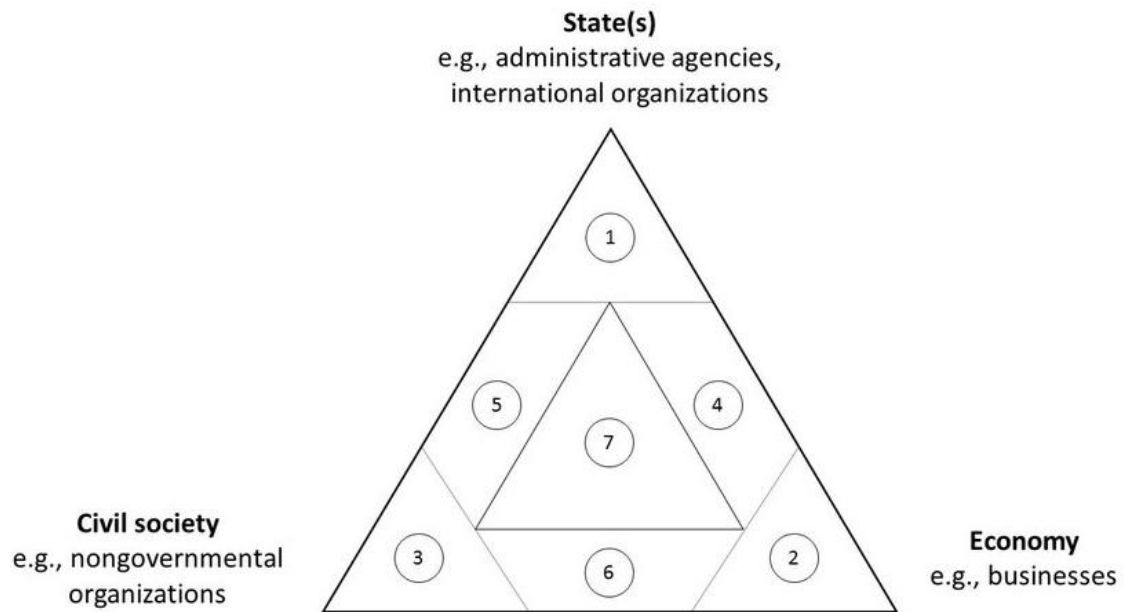 State(s)
e.g., administrative agencies,
international organizations
1
5
4
7
Civil society
e.g., nongovernmental
organizations
3
6
2
Economy
e.g., businesses